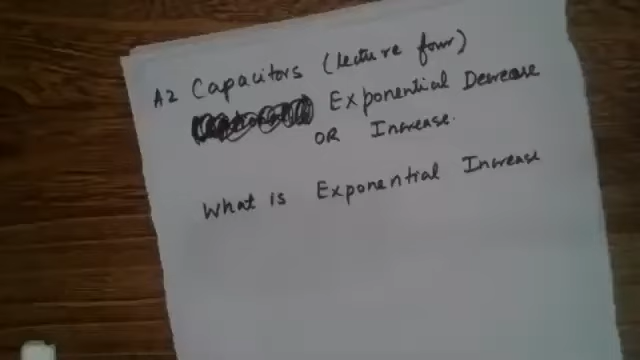 A2 Capacitors (lecture four)
Exponential Decrease
OR Increase.
What is Exponential Increase